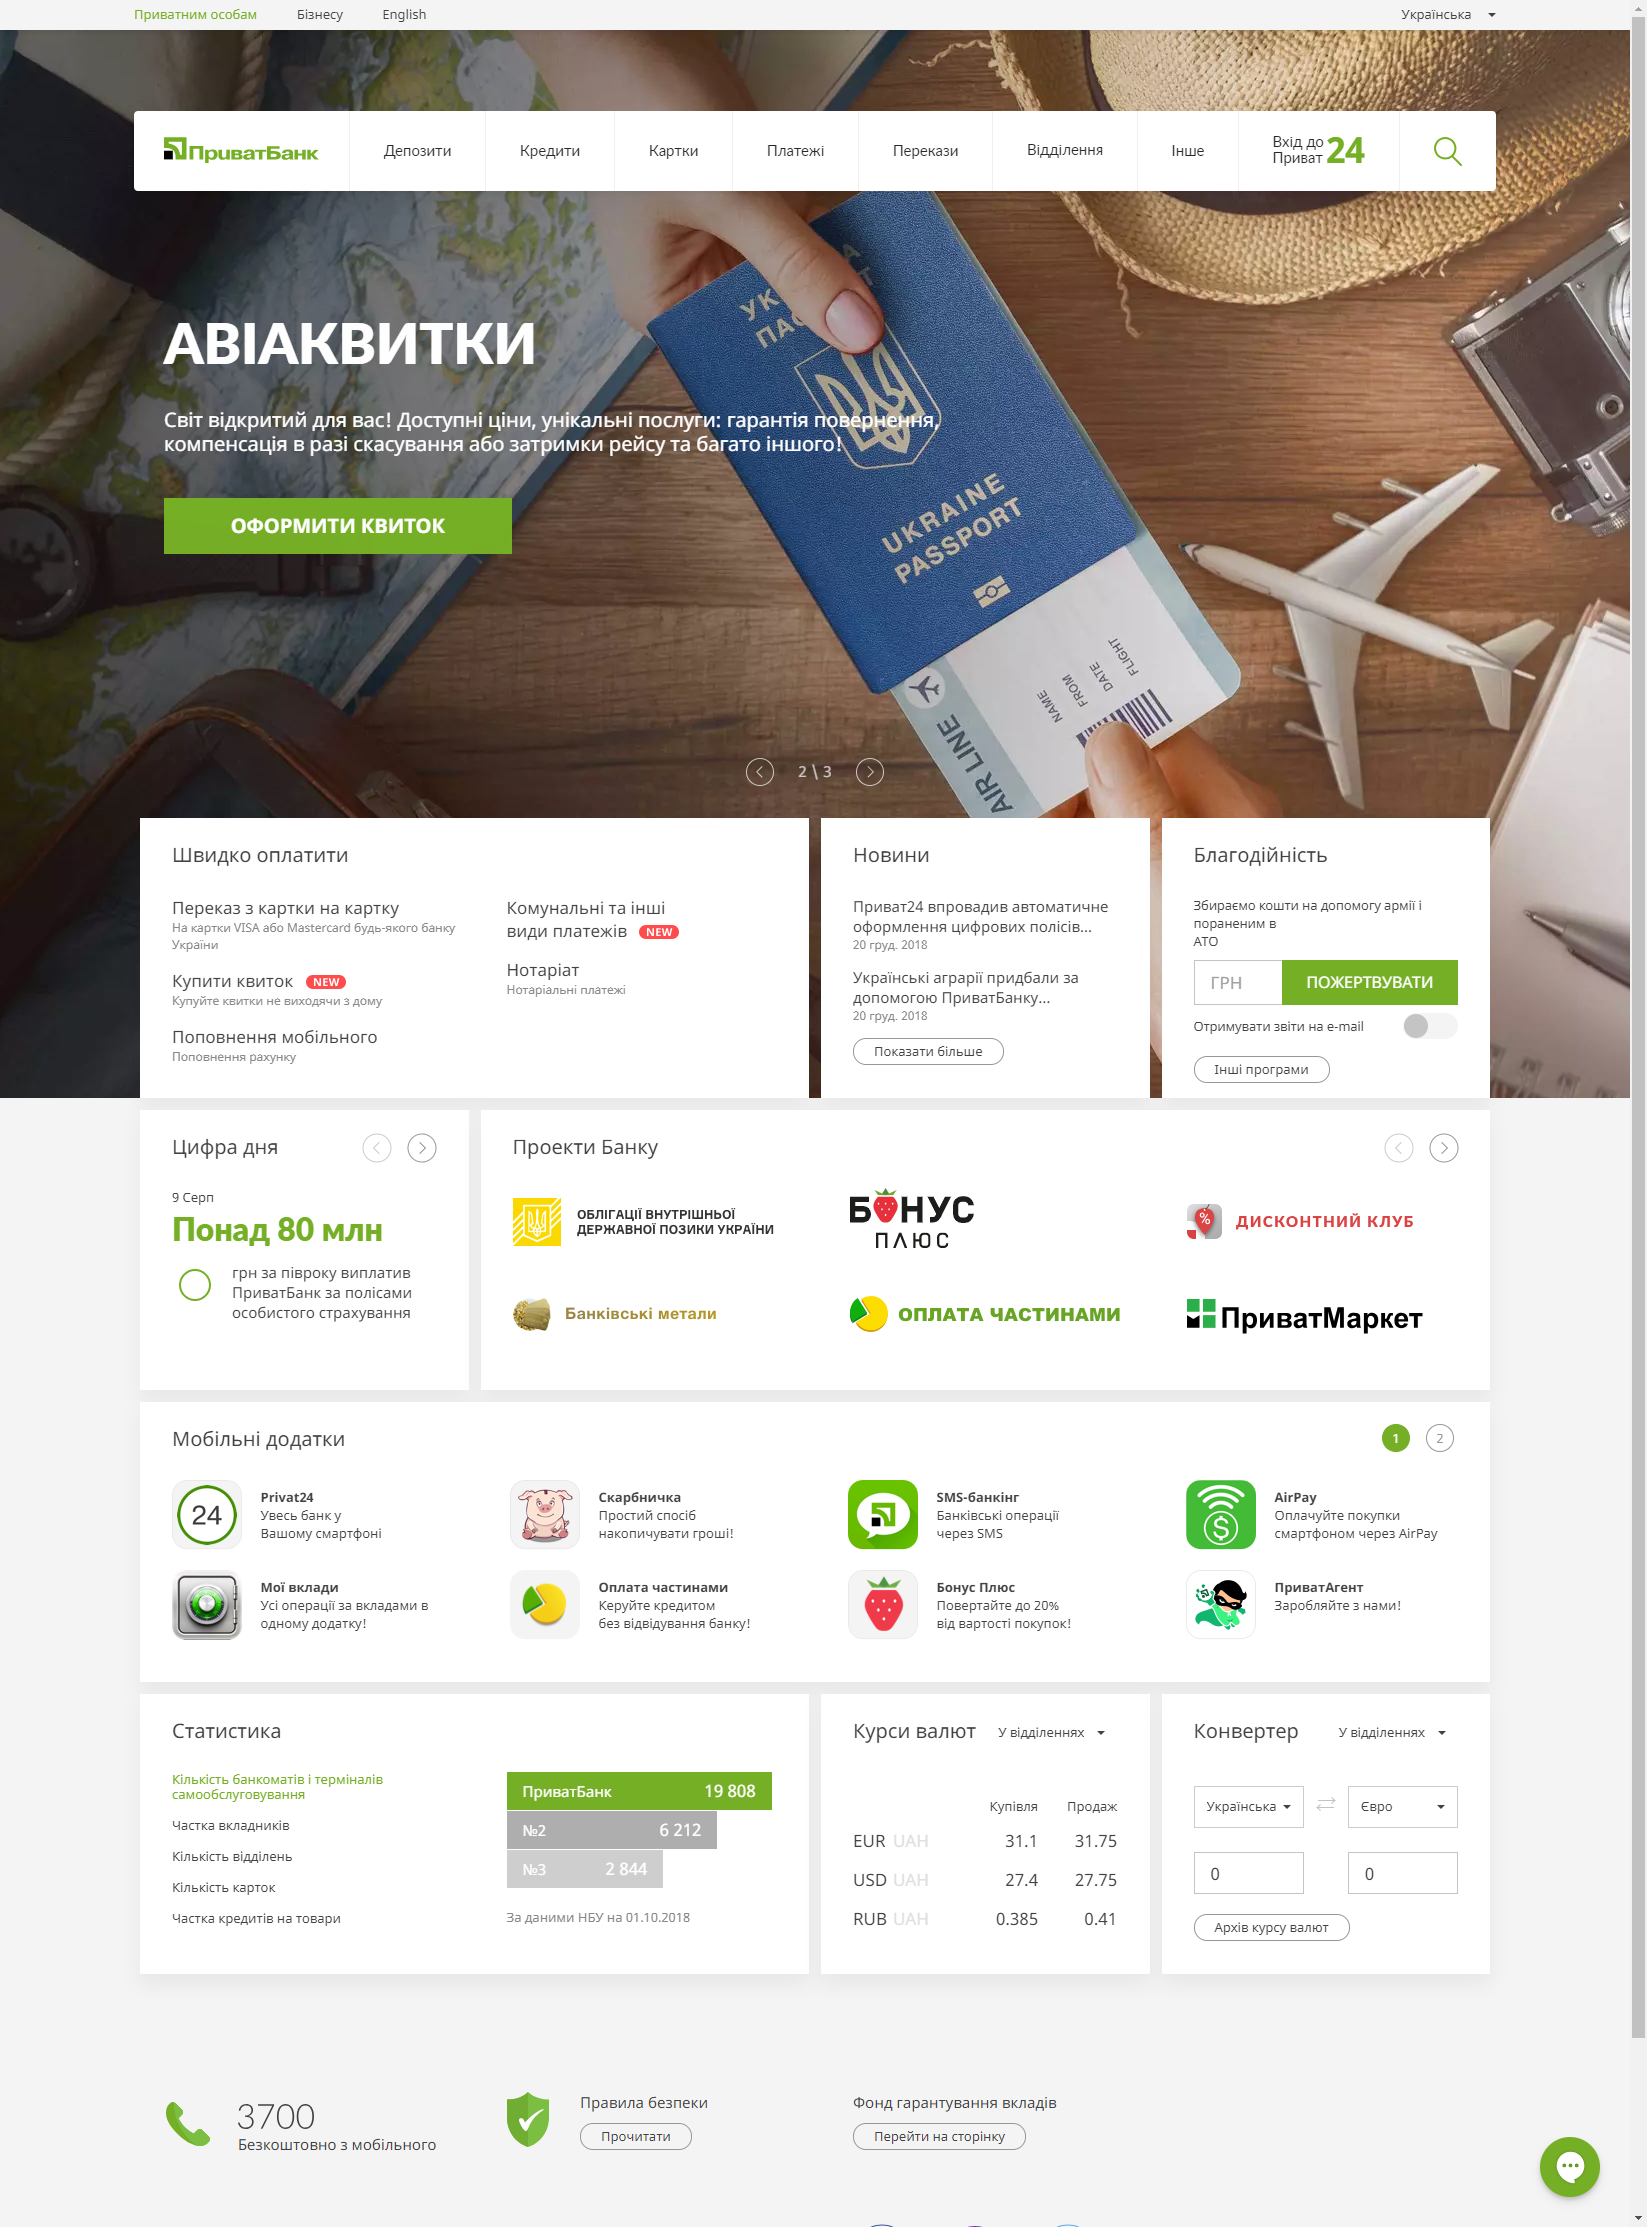 Приватним особам
Бізнесу
English
Українська
ПриватБанк
Депозити
Кредити
Картки
Платежі
Перекази
Відділення
Інше
Вхід до
Приват 24
УКРАЇНА
ПАСПОРТ
АВІАКВИТКИ
Світ відкритий для вас! Доступні ціни, унікальні послуги: гарантія повернення,
компенсація в разі скасування або затримки рейсу та багато іншого!
ОФОРМИТИ КВИТОК
UKRAINE
PASSPORT
NAME
FROM
DATE
FLIGHT
AIR LINE
2 \ 3
Швидко оплатити
Переказ з картки на картку
На картки VISA або Mastercard будь-якого банку
України
Купити квиток NEW
Купуйте квитки не виходячи з дому
Поповнення мобільного
Поповнення рахунку
Комунальні та інші
види платежів NEW
Нотаріат
Нотаріальні платежі
Новини
Приват24 впровадив автоматичне
оформлення цифрових полісів...
20 груд. 2018
Українські аграрії придбали за
допомогою ПриватБанку...
20 груд. 2018
Показати більше
Благодійність
Збираємо кошти на допомогу армії і
пораненим в
АТО
ГРН
ПОЖЕРТВУВАТИ
Отримувати звіти на e-mail
Інші програми
Цифра дня
9 Серп
Понад 80 млн
грн за півроку виплатив
ПриватБанк за полісами
особистого страхування
Проекти Банку
ОБЛІГАЦІЇ ВНУТРІШНЬОЇ
ДЕРЖАВНОЇ ПОЗИКИ УКРАЇНИ
БОНУС
ПЛЮС
%
ДИСКОНТНИЙ КЛУБ
Банківські метали
ОПЛАТА ЧАСТИНАМИ
ПриватМаркет
Мобільні додатки
1
2
24
Privat24
Увесь банк у
Вашому смартфоні
Скарбничка
Простий спосіб
накопичувати гроші!
SMS-банкінг
Банківські операції
через SMS
$
AirPay
Оплачуйте покупки
смартфоном через AirPay
Мої вклади
Усі операції за вкладами в
одному додатку!
Оплата частинами
Керуйте кредитом
без відвідування банку!
Бонус Плюс
Повертайте до 20%
від вартості покупок!
ПриватАгент
Заробляйте з нами!
Статистика
Кількість банкоматів і терміналів
самообслуговування
Частка вкладників
Кількість відділень
Кількість карток
Частка кредитів на товари
ПриватБанк 19 808
№2 6 212
№3 2 844
За даними НБУ на 01.10.2018
Курси валют
У відділеннях
Купівля Продаж
EUR UAH 31.1 31.75
USD UAH 27.4 27.75
RUB UAH 0.385 0.41
Конвертер
У відділеннях
Українська
Євро
0
0
Архів курсу валют
3700
Безкоштовно з мобільного
Правила безпеки
Прочитати
Фонд гарантування вкладів
Перейти на сторінку